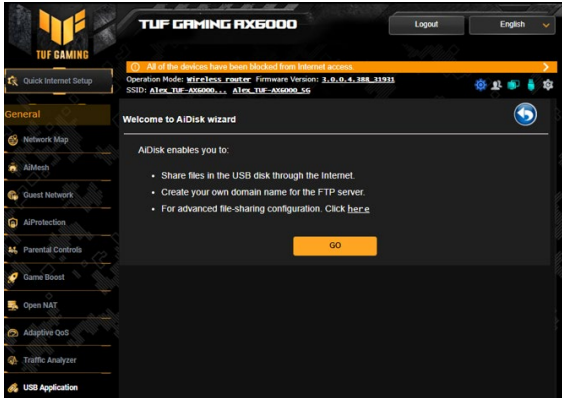 TUF GAMING
TUF GAMING AX6000
Logout
English
All of the devices have been blocked from Internet access.
Quick Internet Setup
Operation Mode: Wireless router Firmware Version: 3.0.0.4.388_31931
SSID: Alex_TUF-AX6000... Alex_TUF-AX6000_5G
General
Network Map
AiMesh
Guest Network
AiProtection
Parental Controls
Game Boost
Open NAT
Adaptive QoS
Traffic Analyzer
USB Application
Welcome to AiDisk wizard
AiDisk enables you to:
• Share files in the USB disk through the Internet.
• Create your own domain name for the FTP server.
• For advanced file-sharing configuration. Click here
GO